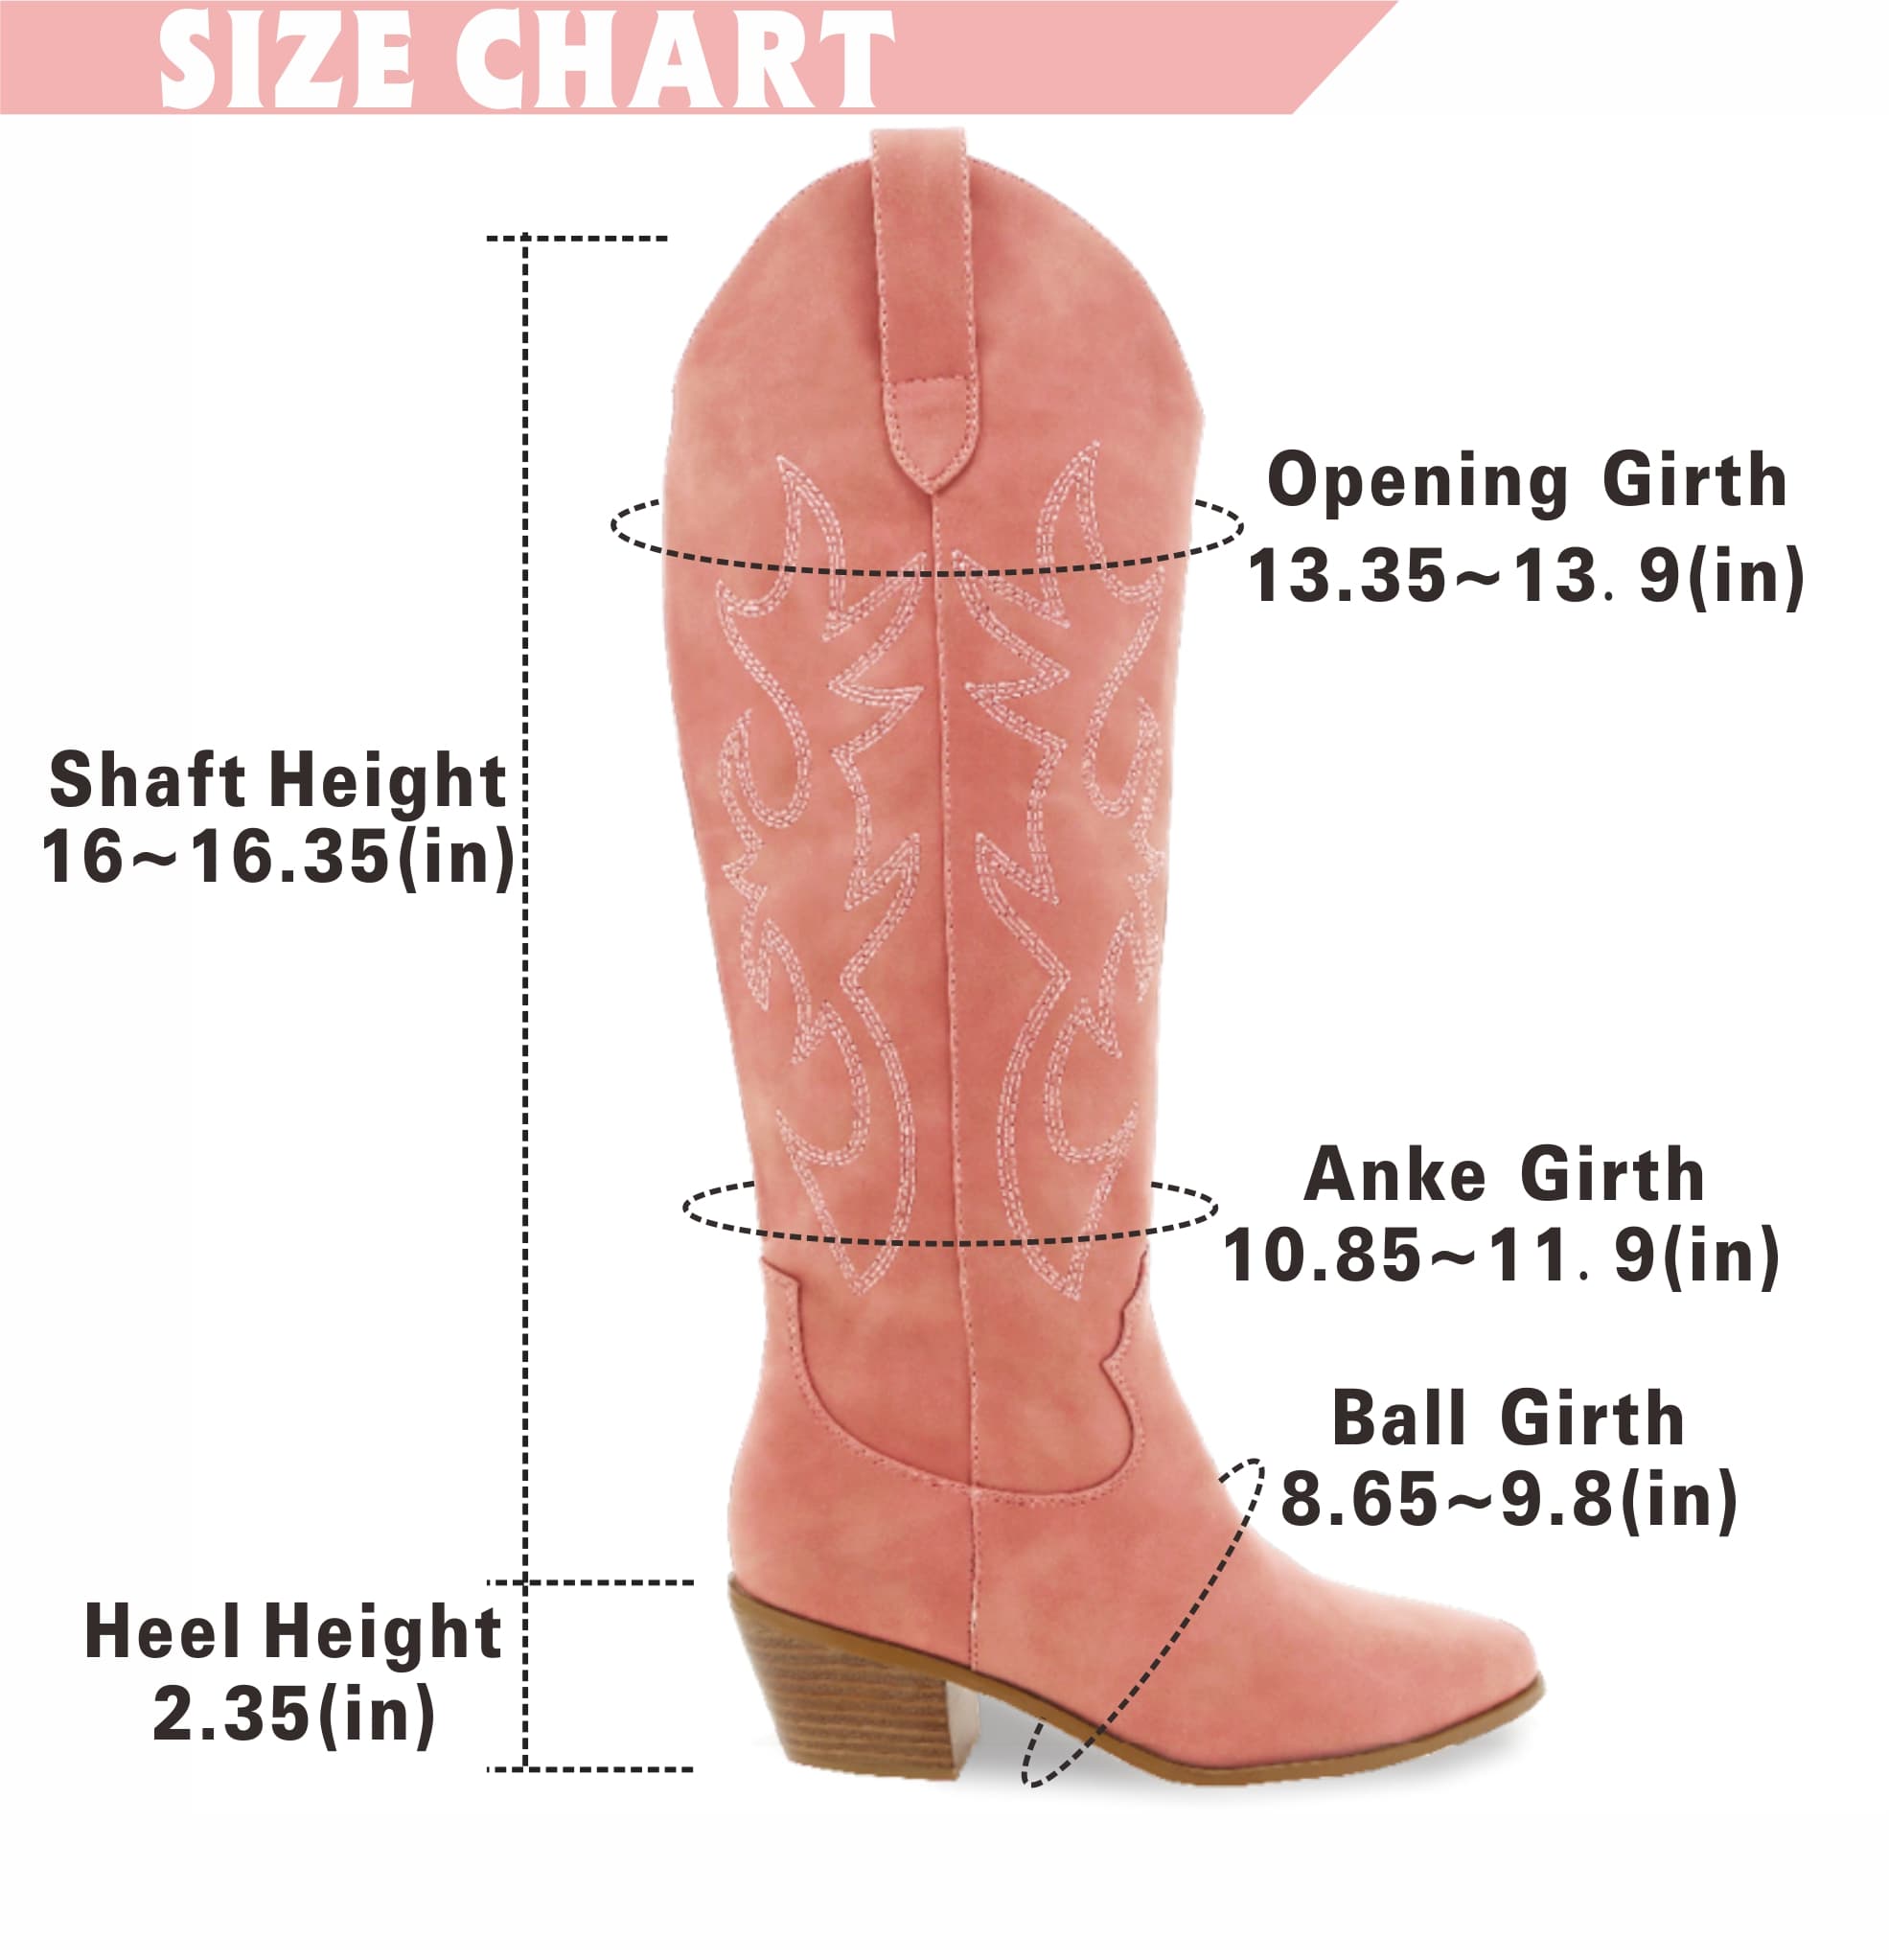 SIZE CHART
Opening Girth
13.35~13. 9(in)
Shaft Height
16~16.35(in)
Anke Girth
10.85~11. 9(in)
Ball Girth
8.65~9.8(in)
Heel Height
2.35(in)